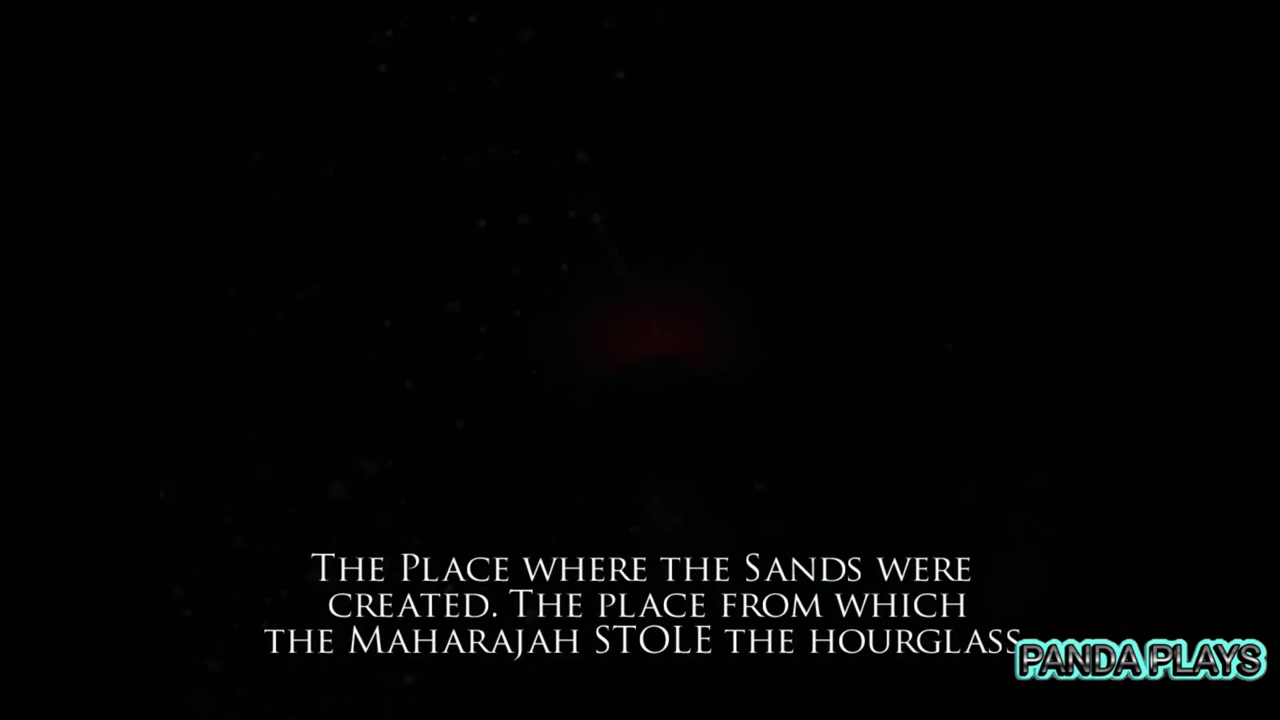 The Place where the Sands were
created. The place from which
the Maharajah STOLE the hourglass
PANDA PLAYS